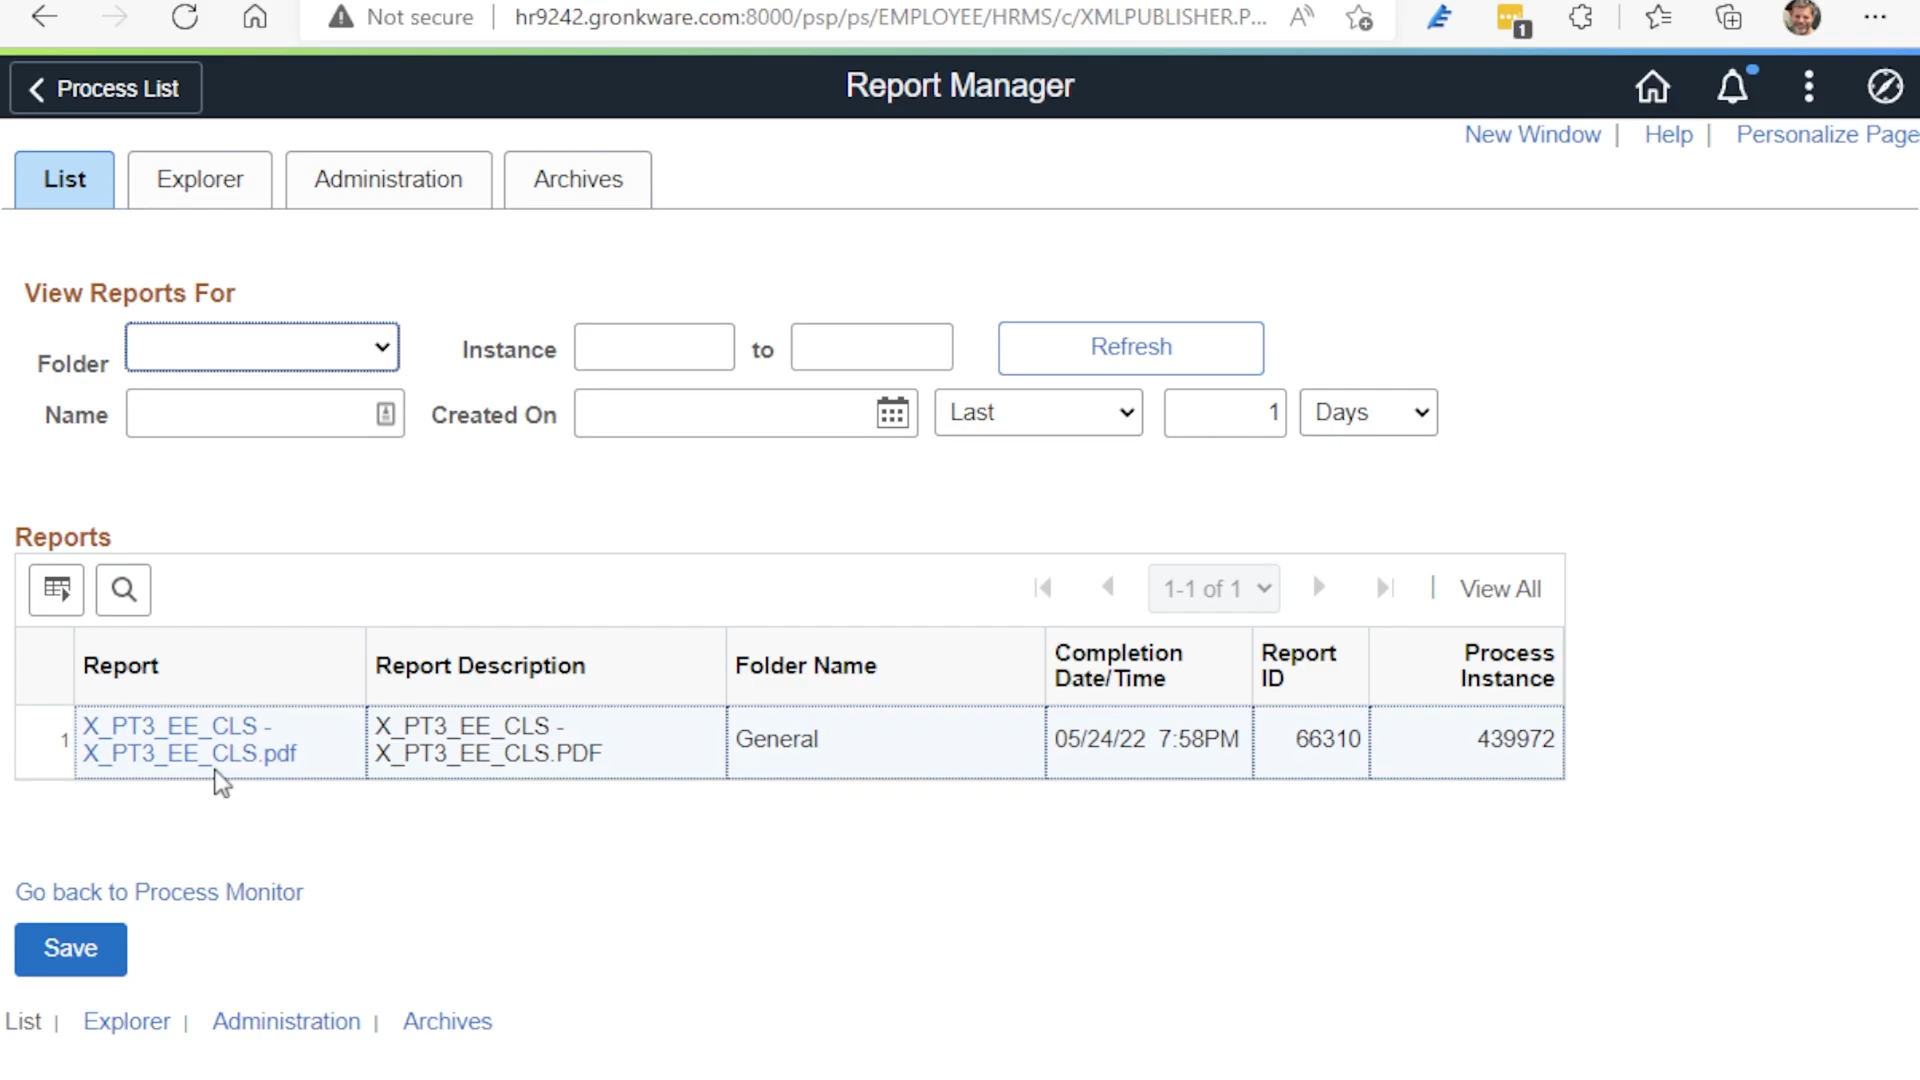 Not secure hr9242.gronkware.com:8000/psp/ps/EMPLOYEE/HRMS/c/XMLPUBLISHER.P...
1
Process List
Report Manager
New Window | Help | Personalize Page
List Explorer Administration Archives
View Reports For
Folder Instance to Refresh
Name Created On Last 1 Days
Reports
1-1 of 1 | View All
Report Report Description Folder Name Completion Date/Time Report ID Process Instance
1 X_PT3_EE_CLS - X_PT3_EE_CLS.pdf X_PT3_EE_CLS - X_PT3_EE_CLS.PDF General 05/24/22 7:58PM 66310 439972
Go back to Process Monitor
Save
List | Explorer | Administration | Archives